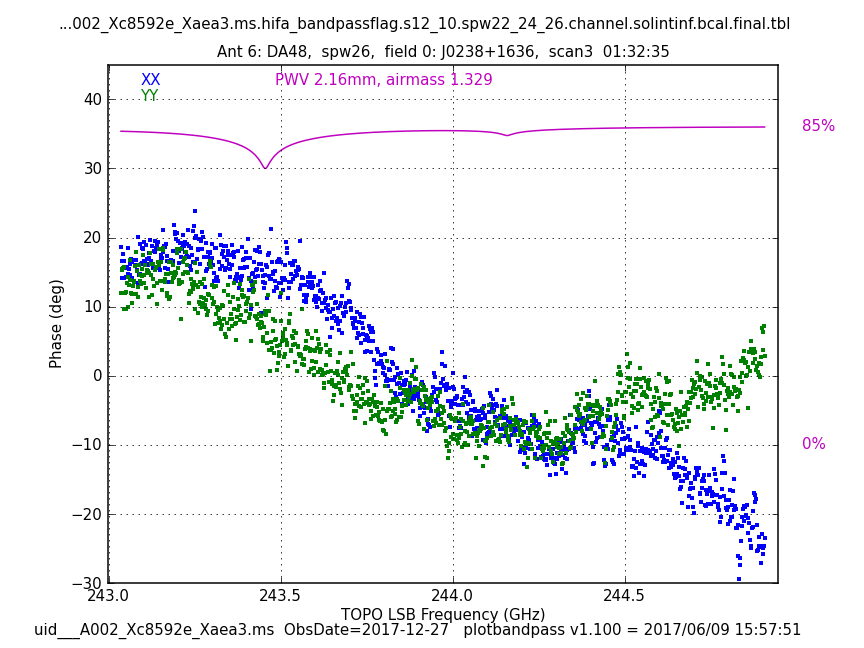 ...002_Xc8592e_Xaea3.ms.hifa_bandpassflag.s12_10.spw22_24_26.channel.solintinf.bcal.final.tbl
Ant 6: DA48,  spw26,  field 0: J0238+1636,  scan3  01:32:35
XX
PWV 2.16mm, airmass 1.329
YY
40
85%
30
20
10
0
−10
0%
−20
−30
Phase (deg)
243.0
243.5
244.0
244.5
TOPO LSB Frequency (GHz)
uid___A002_Xc8592e_Xaea3.ms  ObsDate=2017-12-27   plotbandpass v1.100 = 2017/06/09 15:57:51